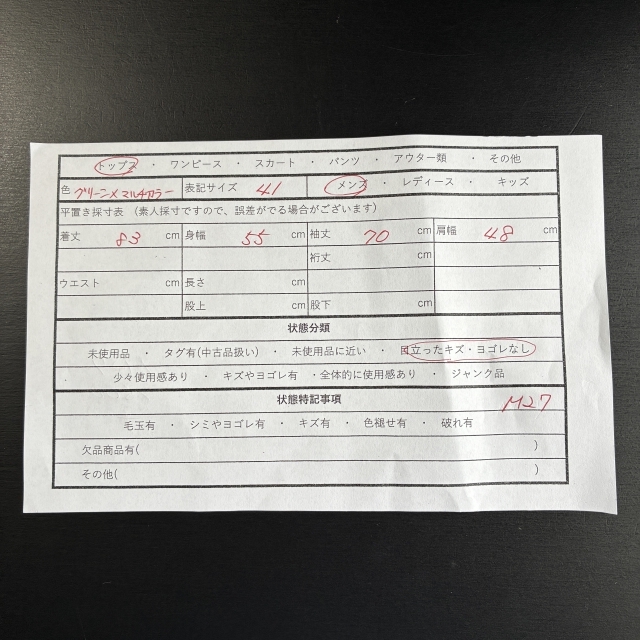 トップス ・ ワンピース ・ スカート ・ パンツ ・ アウター類 ・ その他
色 グリーン×マルチカラー 表記サイズ 41 メンズ ・ レディース ・ キッズ
平置き採寸表 （素人採寸ですので、誤差がでる場合がございます）
着丈 83 cm 身幅 55 cm 袖丈 70 cm 肩幅 48 cm
裄丈 cm
ウエスト cm 長さ cm
股上 cm 股下 cm
状態分類
未使用品 ・ タグ有(中古品扱い) ・ 未使用品に近い ・ 目立ったキズ・ヨゴレなし
少々使用感あり ・ キズやヨゴレ有 ・全体的に使用感あり ・ ジャンク品
状態特記事項 M27
毛玉有 ・ シミやヨゴレ有 ・ キズ有 ・ 色褪せ有 ・ 破れ有
欠品商品有( )
その他( )